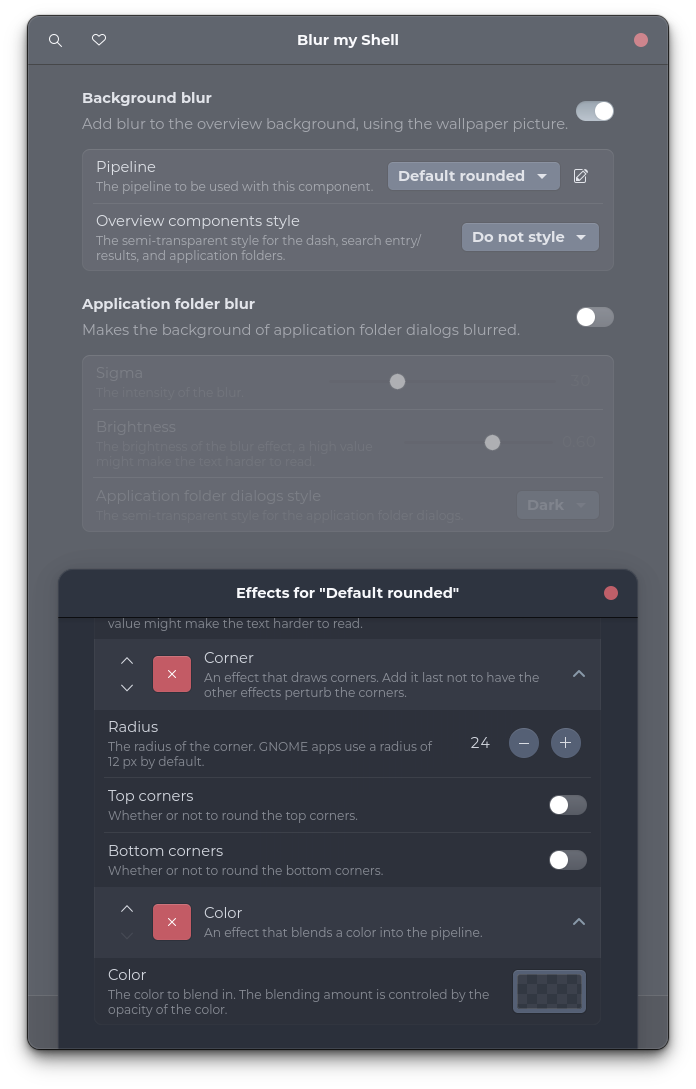 Blur my Shell
Background blur
Add blur to the overview background, using the wallpaper picture.
Pipeline
The pipeline to be used with this component.
Default rounded
Overview components style
The semi-transparent style for the dash, search entry/
results, and application folders.
Do not style
Application folder blur
Makes the background of application folder dialogs blurred.
Sigma
The intensity of the blur.
30
Brightness
The brightness of the blur effect, a high value
might make the text harder to read.
0.60
Application folder dialogs style
The semi-transparent style for the application folder dialogs.
Dark
Effects for "Default rounded"
value might make the text harder to read.
Corner
An effect that draws corners. Add it last not to have the
other effects perturb the corners.
Radius
The radius of the corner. GNOME apps use a radius of
12 px by default.
24
Top corners
Whether or not to round the top corners.
Bottom corners
Whether or not to round the bottom corners.
Color
An effect that blends a color into the pipeline.
Color
The color to blend in. The blending amount is controled by the
opacity of the color.